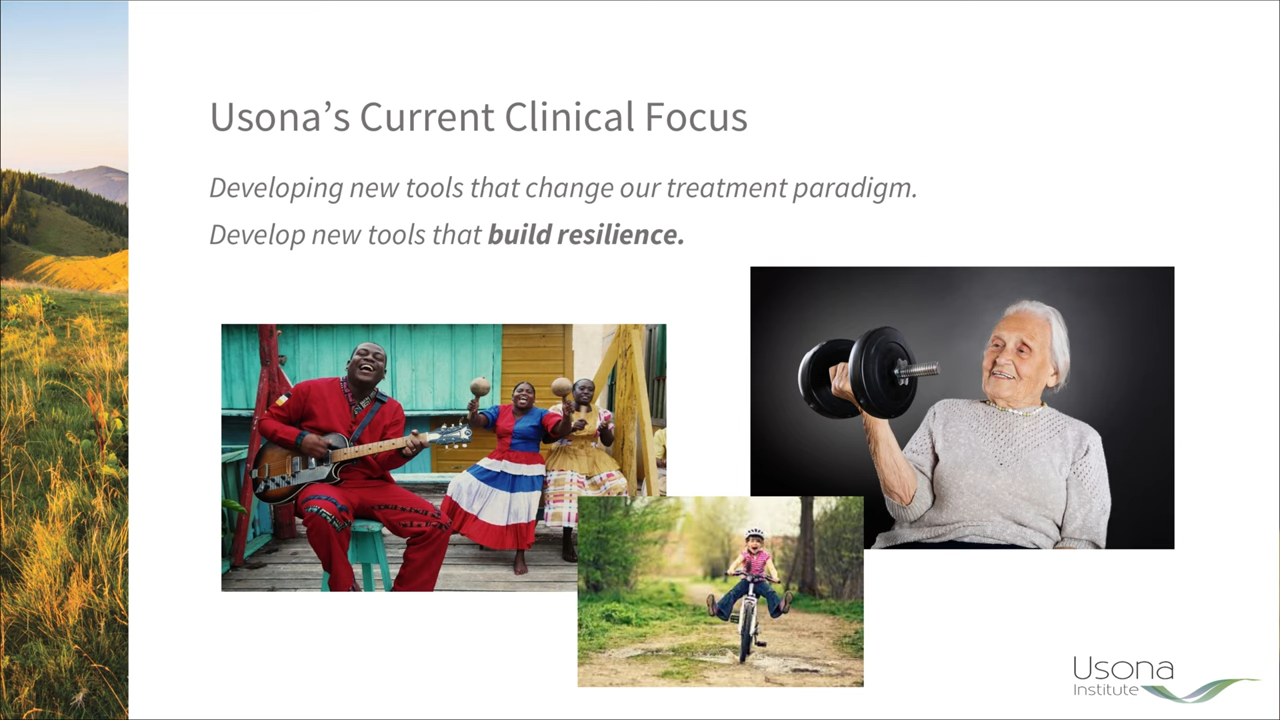 Usona’s Current Clinical Focus
Developing new tools that change our treatment paradigm.
Develop new tools that build resilience.
Usona
Institute